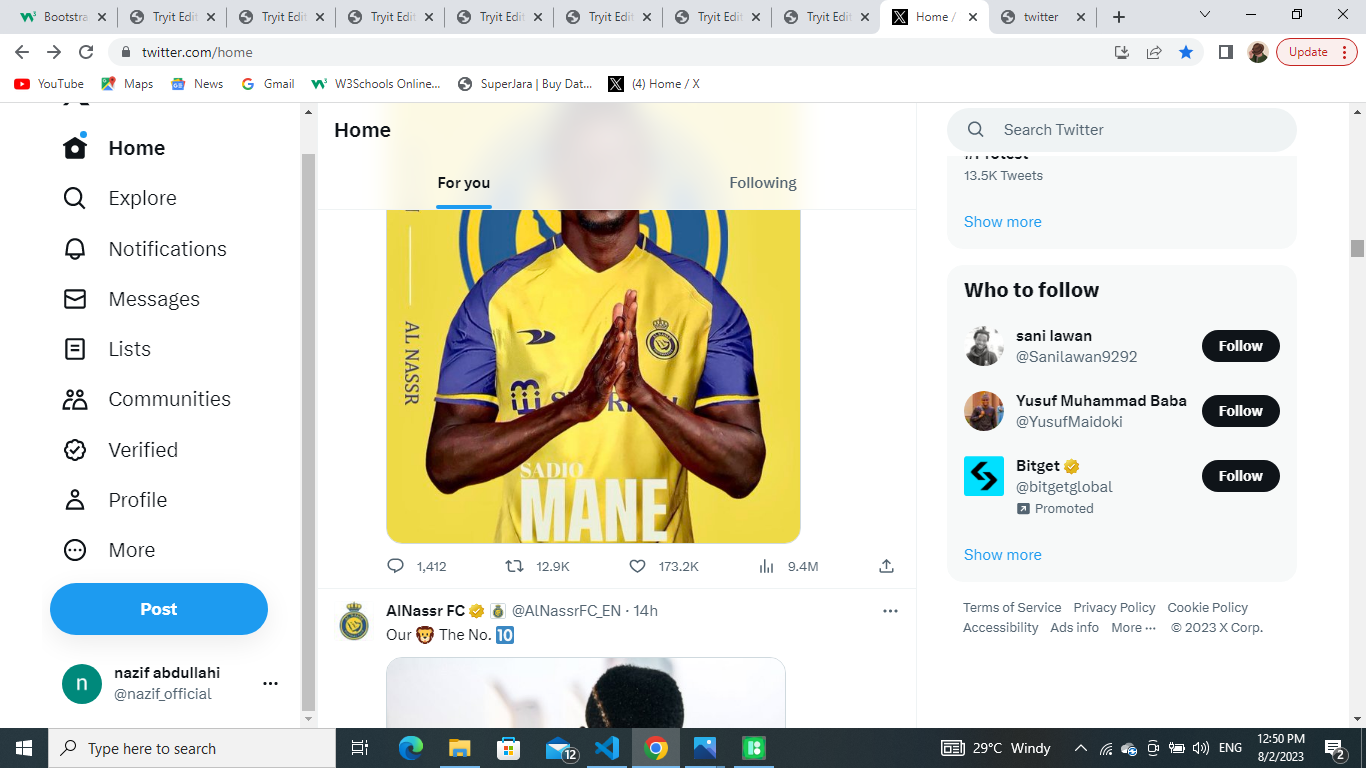 Bootstra
Tryit Edit
Tryit Edit
Tryit Edit
Tryit Edit
Tryit Edit
Tryit Edit
Tryit Edit
Home /
twitter
twitter.com/home
Update
YouTube
Maps
News
Gmail
W3Schools Online...
SuperJara | Buy Dat...
(4) Home / X
Home
Explore
Notifications
Messages
Lists
Communities
Verified
Profile
More
Post
nazif abdullahi
@nazif_official
Home
For you
Following
AL NASSR
SADIO
MANE
1,412
12.9K
173.2K
9.4M
AlNassr FC @AlNassrFC_EN · 14h
Our 🦁 The No. 🔟
Search Twitter
13.5K Tweets
Show more
Who to follow
sani lawan
@Sanilawan9292
Follow
Yusuf Muhammad Baba
@YusufMaidoki
Follow
Bitget
@bitgetglobal
Promoted
Follow
Show more
Terms of Service Privacy Policy Cookie Policy
Accessibility Ads info More ··· © 2023 X Corp.
Type here to search
12
29°C Windy
ENG
12:50 PM
8/2/2023
2